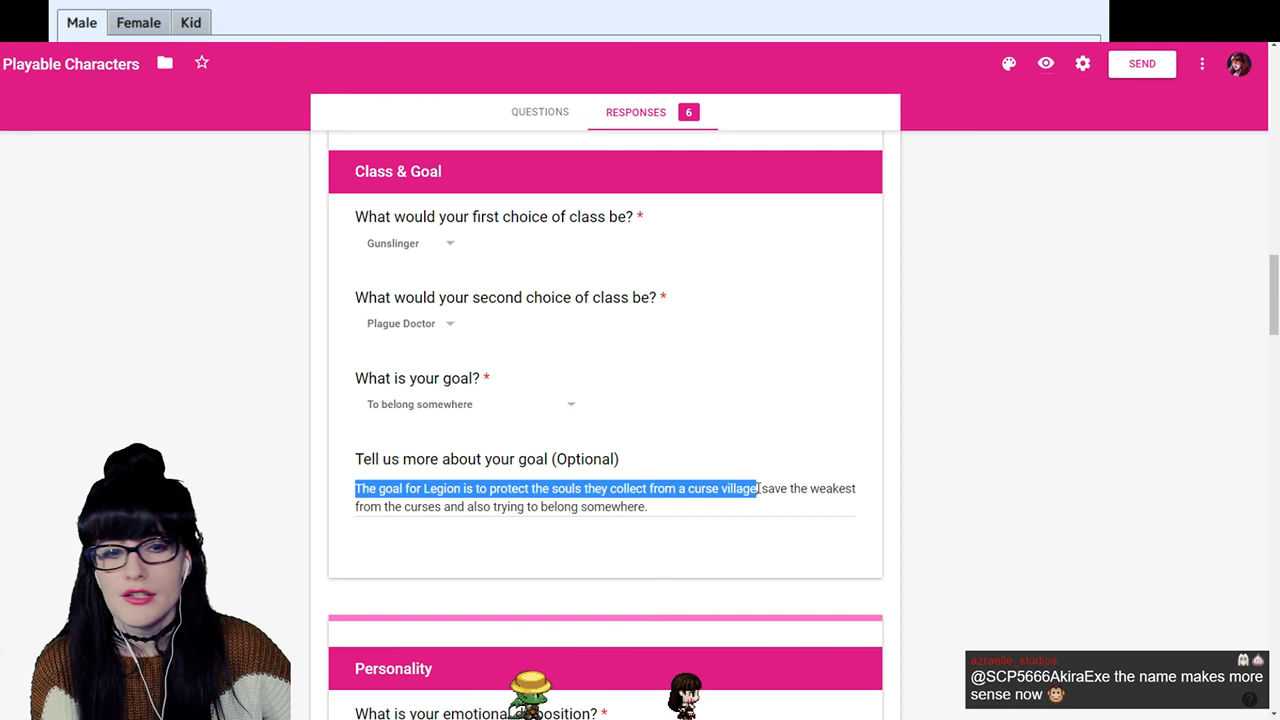 Male Female Kid
Playable Characters
SEND
QUESTIONS RESPONSES 6
Class & Goal
What would your first choice of class be? *
Gunslinger
What would your second choice of class be? *
Plague Doctor
What is your goal? *
To belong somewhere
Tell us more about your goal (Optional)
The goal for Legion is to protect the souls they collect from a curse village save the weakest
from the curses and also trying to belong somewhere.
Personality
What is your emotional disposition? *
azraelle_studios
@SCP5666AkiraExe the name makes more
sense now